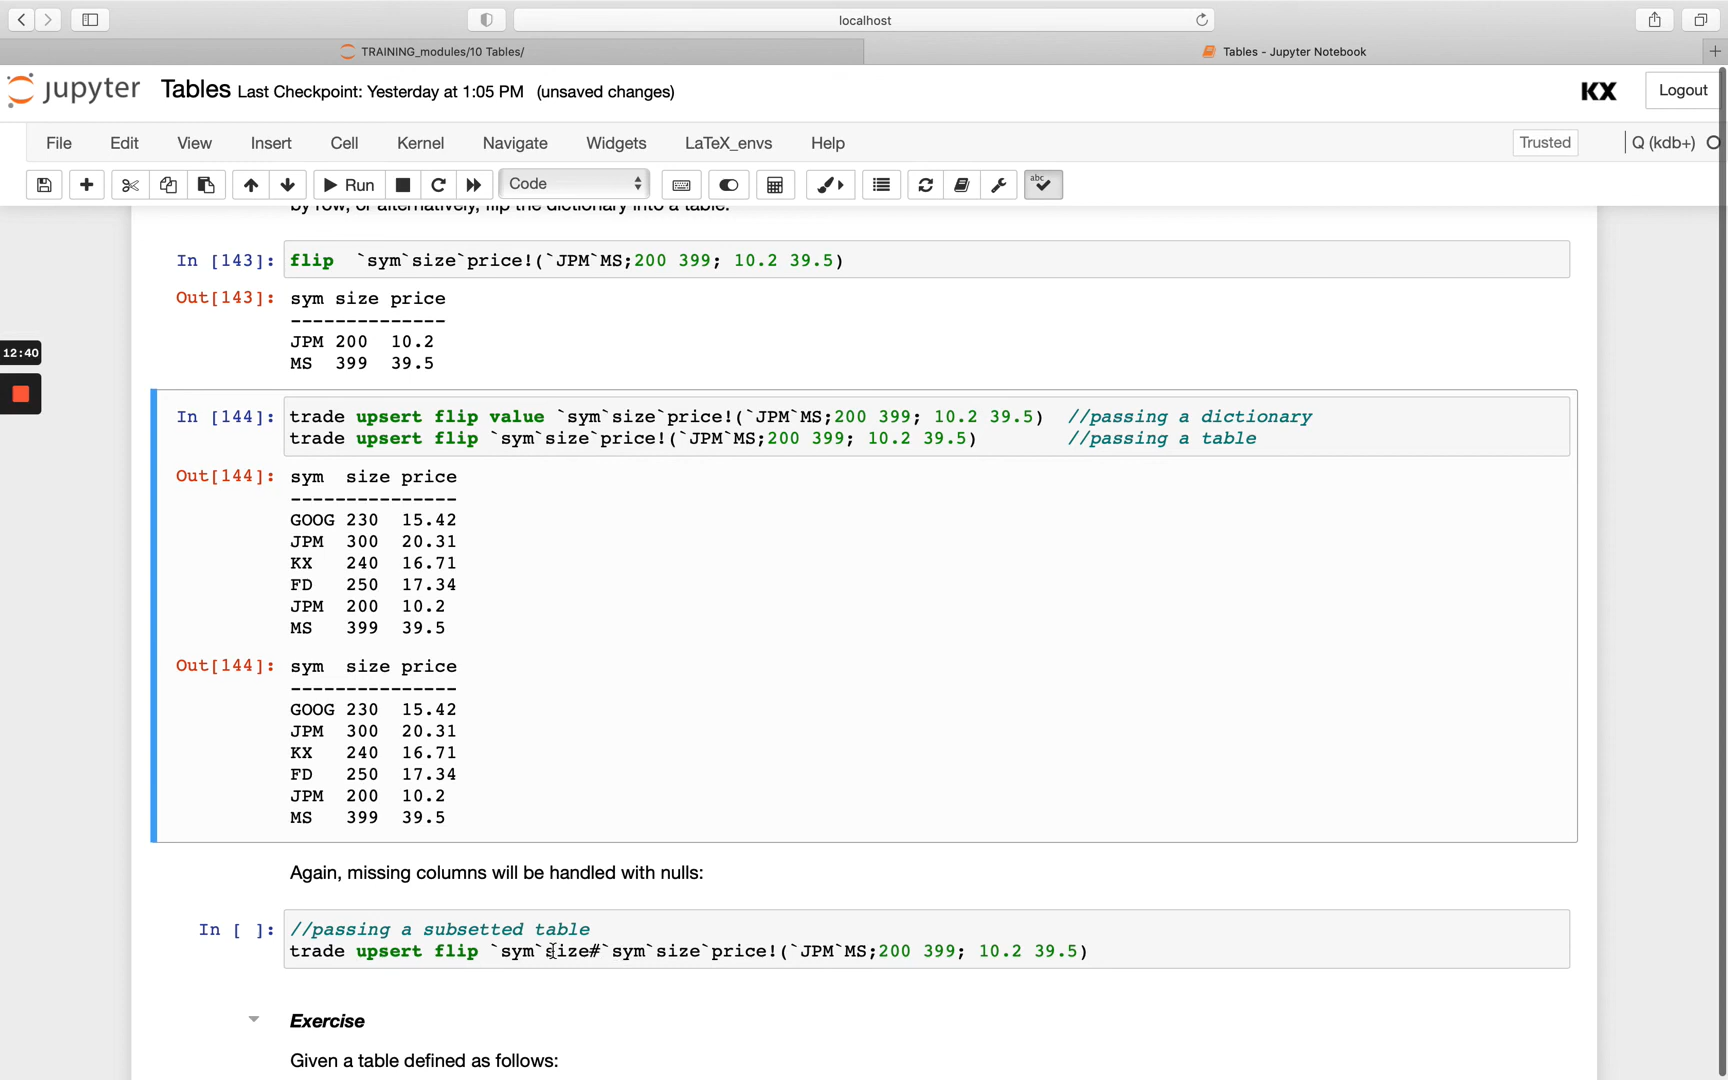 localhost
TRAINING_modules/10 Tables/
Tables - Jupyter Notebook
jupyter Tables Last Checkpoint: Yesterday at 1:05 PM (unsaved changes)
KX
Logout
File Edit View Insert Cell Kernel Navigate Widgets LaTeX_envs Help
Trusted
Q (kdb+)
Run
Code
abc
by row, or alternatively, flip the dictionary into a table.
In [143]: flip  `sym`size`price!(`JPM`MS;200 399; 10.2 39.5)
Out[143]: sym size price
--------------
JPM 200  10.2
MS  399  39.5
12:40
In [144]: trade upsert flip value `sym`size`price!(`JPM`MS;200 399; 10.2 39.5)  //passing a dictionary
trade upsert flip `sym`size`price!(`JPM`MS;200 399; 10.2 39.5)        //passing a table
Out[144]: sym  size price
---------------
GOOG 230  15.42
JPM  300  20.31
KX   240  16.71
FD   250  17.34
JPM  200  10.2
MS   399  39.5
Out[144]: sym  size price
---------------
GOOG 230  15.42
JPM  300  20.31
KX   240  16.71
FD   250  17.34
JPM  200  10.2
MS   399  39.5
Again, missing columns will be handled with nulls:
In [ ]: //passing a subsetted table
trade upsert flip `sym`size#`sym`size`price!(`JPM`MS;200 399; 10.2 39.5)
Exercise
Given a table defined as follows: